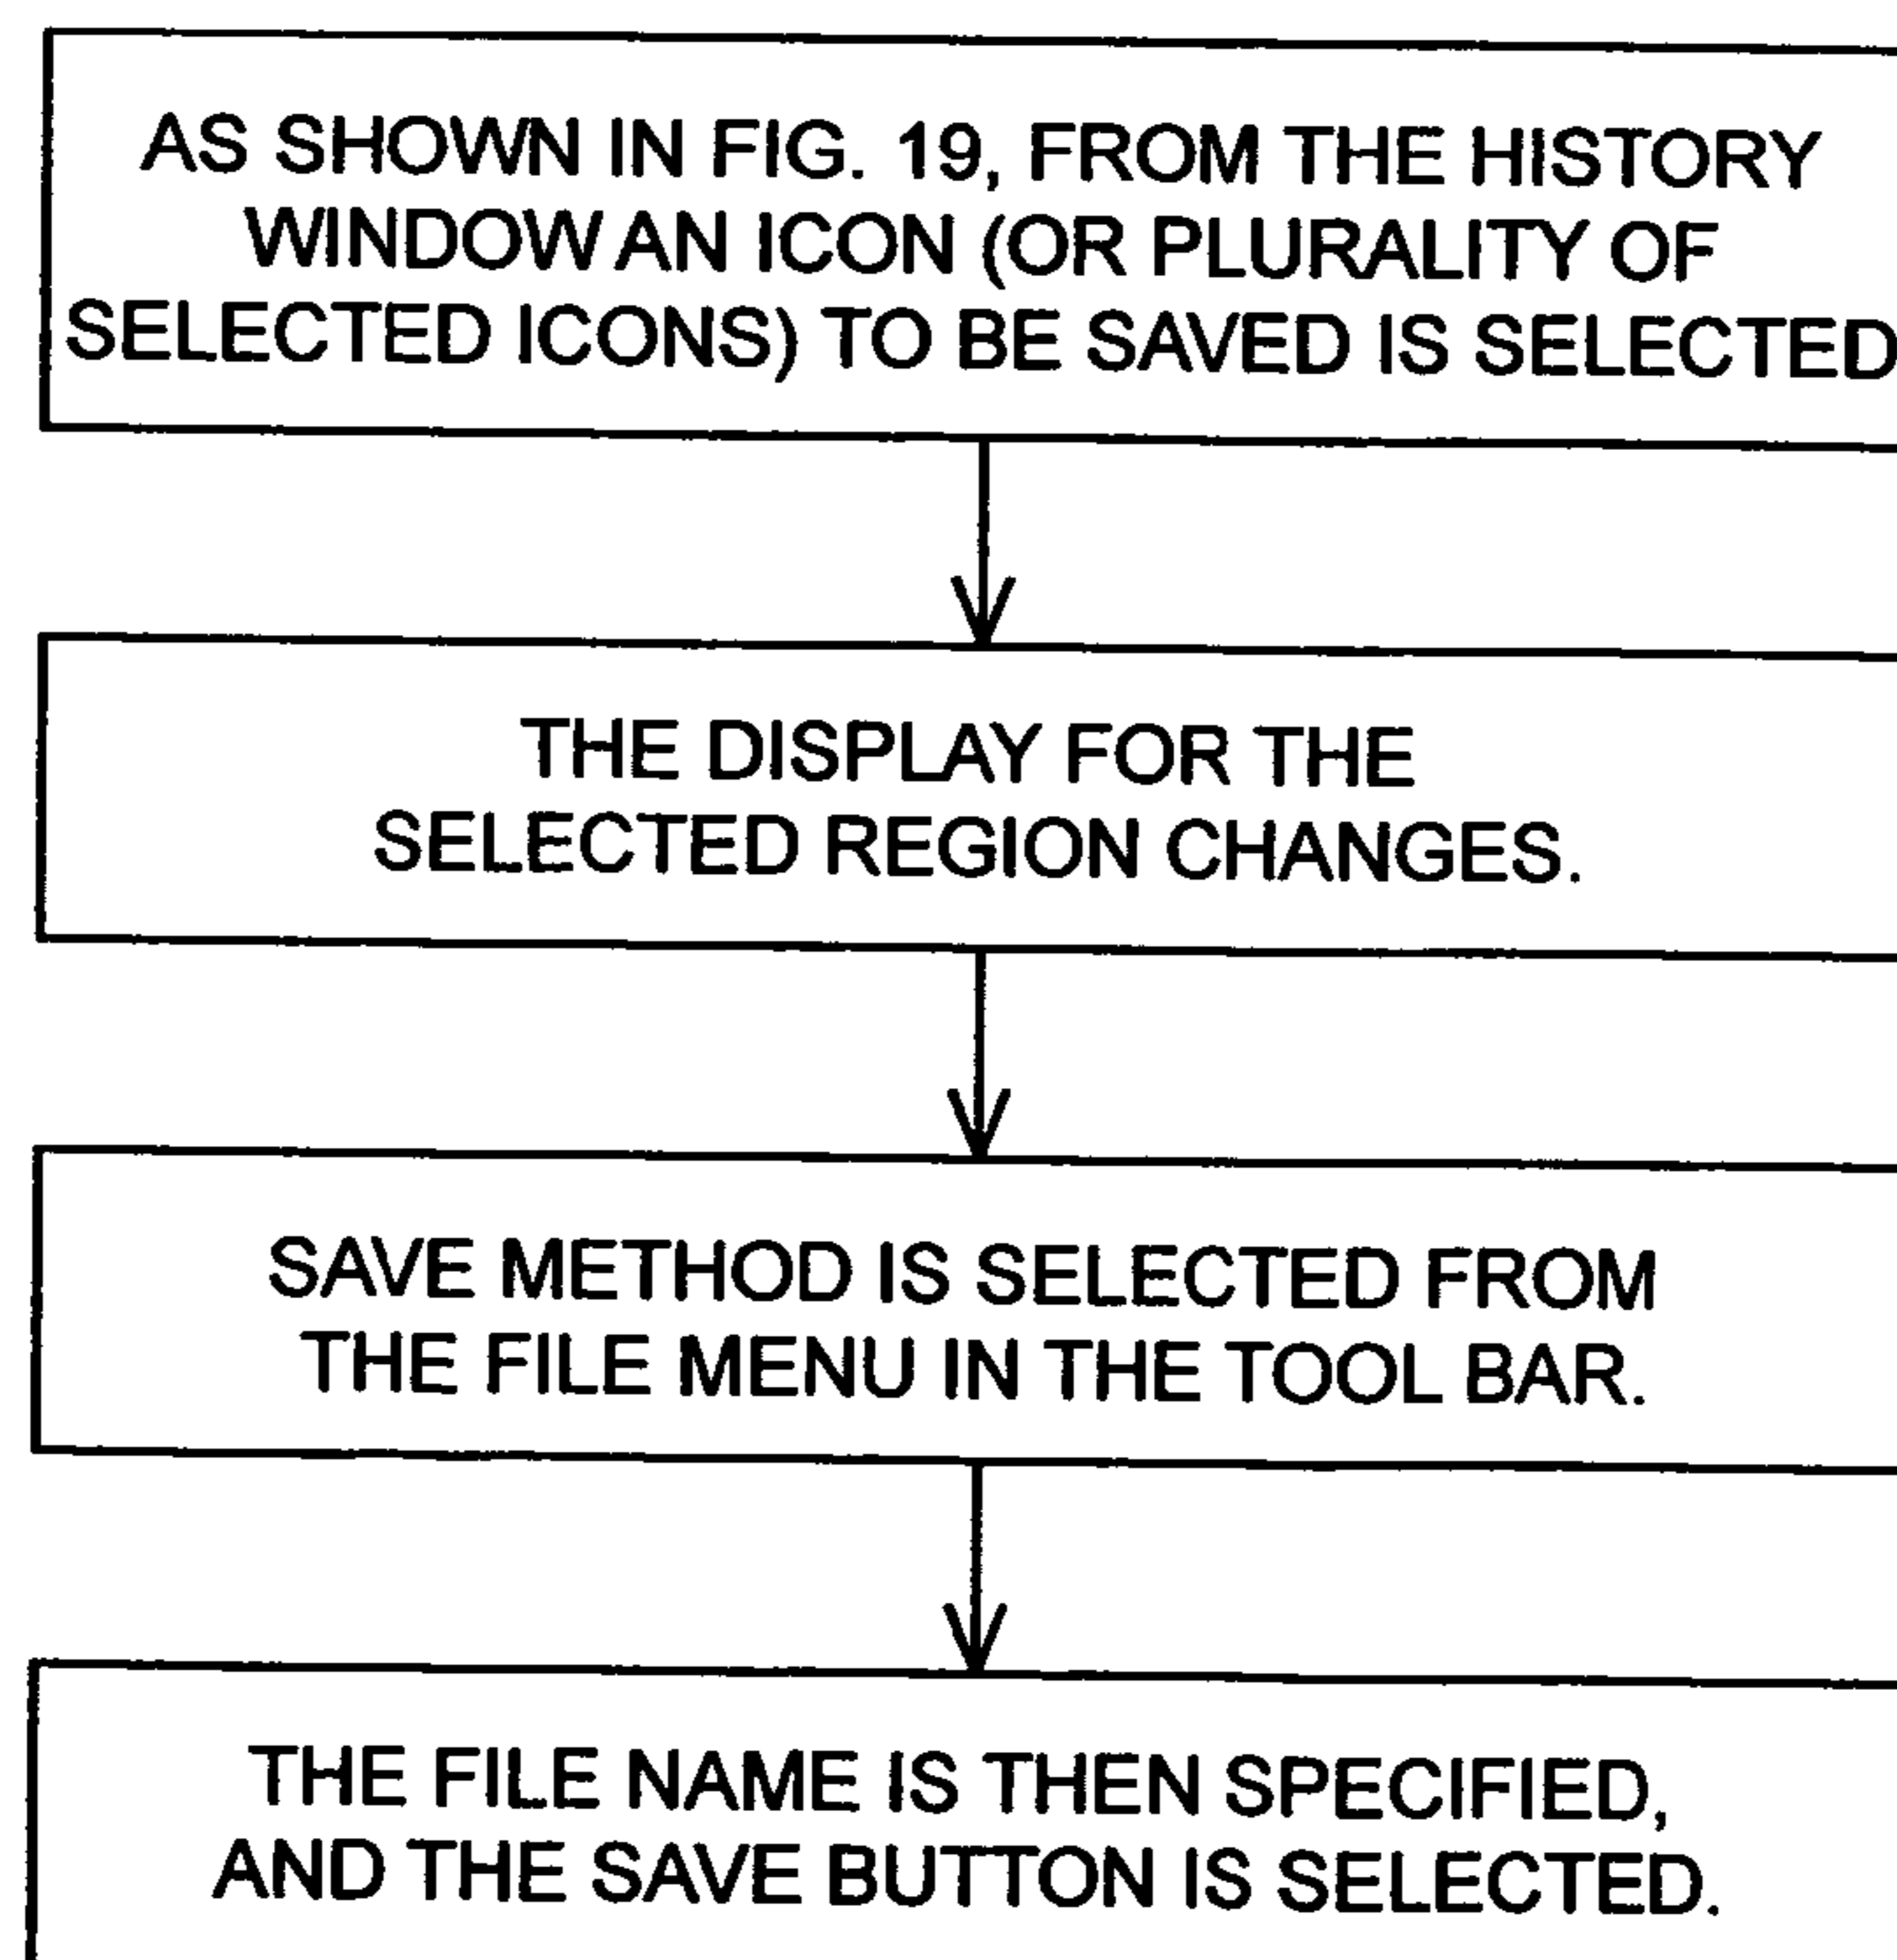 AS SHOWN IN FIG. 19, FROM THE HISTORY
WINDOW AN ICON (OR PLURALITY OF
SELECTED ICONS) TO BE SAVED IS SELECTED
THE DISPLAY FOR THE
SELECTED REGION CHANGES.
SAVE METHOD IS SELECTED FROM
THE FILE MENU IN THE TOOL BAR.
THE FILE NAME IS THEN SPECIFIED,
AND THE SAVE BUTTON IS SELECTED.